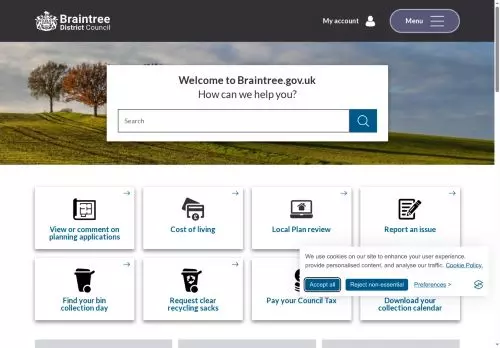 Braintree
District Council
My account
Menu
Welcome to Braintree.gov.uk
How can we help you?
Search
View or comment on
planning applications
Cost of living
Local Plan review
Report an issue
We use cookies on our site to enhance your user experience,
provide personalised content, and analyse our traffic. Cookie Policy.
Accept all
Reject non-essential
Preferences >
Find your bin
collection day
Request clear
recycling sacks
Pay your Council Tax
Download your
collection calendar